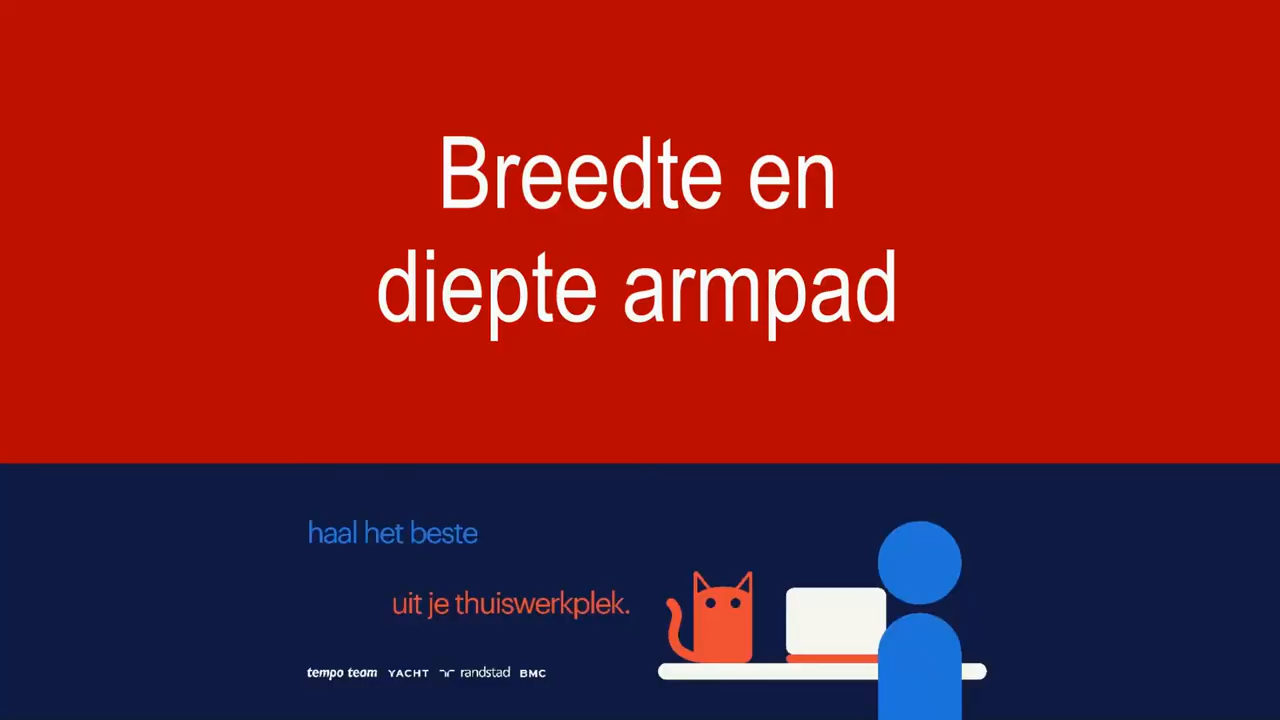 Breedte en
diepte armpad
haal het beste
uit je thuiswerkplek.
tempo team YACHT randstad BMC